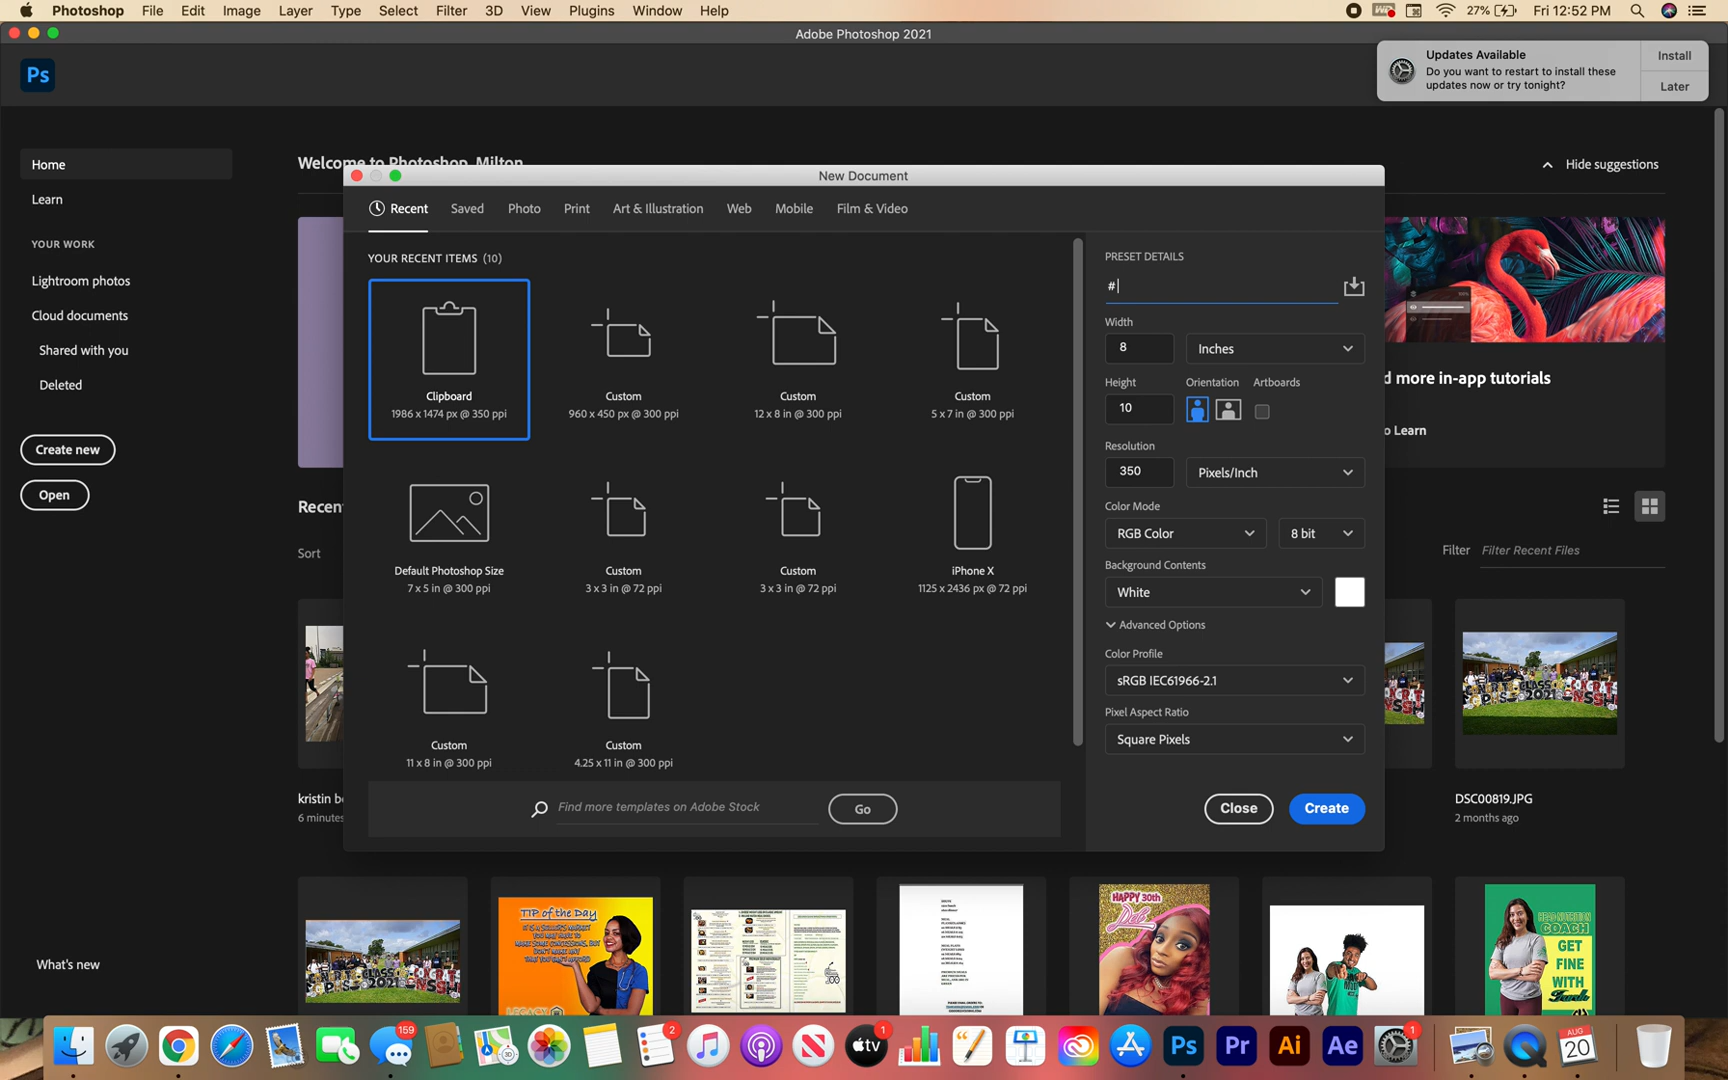 Photoshop File Edit Image Layer Type Select Filter 3D View Plugins Window Help
27% Fri 12:52 PM
Adobe Photoshop 2021
Ps
Updates Available
Do you want to restart to install these
updates now or try tonight?
Install
Later
Home
Learn
YOUR WORK
Lightroom photos
Cloud documents
Shared with you
Deleted
Create new
Open
What's new
Welcome to Photoshop, Milton
Hide suggestions
New Document
Recent Saved Photo Print Art & Illustration Web Mobile Film & Video
YOUR RECENT ITEMS (10)
Clipboard
1986 x 1474 px @ 350 ppi
Custom
960 x 450 px @ 300 ppi
Custom
12 x 8 in @ 300 ppi
Custom
5 x 7 in @ 300 ppi
Default Photoshop Size
7 x 5 in @ 300 ppi
Custom
3 x 3 in @ 72 ppi
Custom
3 x 3 in @ 72 ppi
iPhone X
1125 x 2436 px @ 72 ppi
Custom
11 x 8 in @ 300 ppi
Custom
4.25 x 11 in @ 300 ppi
Find more templates on Adobe Stock
Go
PRESET DETAILS
#
Width
8 Inches
Height Orientation Artboards
10
Resolution
350 Pixels/Inch
Color Mode
RGB Color 8 bit
Background Contents
White
Advanced Options
Color Profile
sRGB IEC61966-2.1
Pixel Aspect Ratio
Square Pixels
Close Create
d more in-app tutorials
o Learn
Recen
Sort
Filter Filter Recent Files
kristin b
6 minutes
DSC00819.JPG
2 months ago
TIP of the DAY
LEGACY
HAPPY 30th
Deb
HEAD NUTRITION
COACH
GET
FINE
WITH
159
2
1
tv
Ps
Pr
Ai
Ae
1
AUG
20